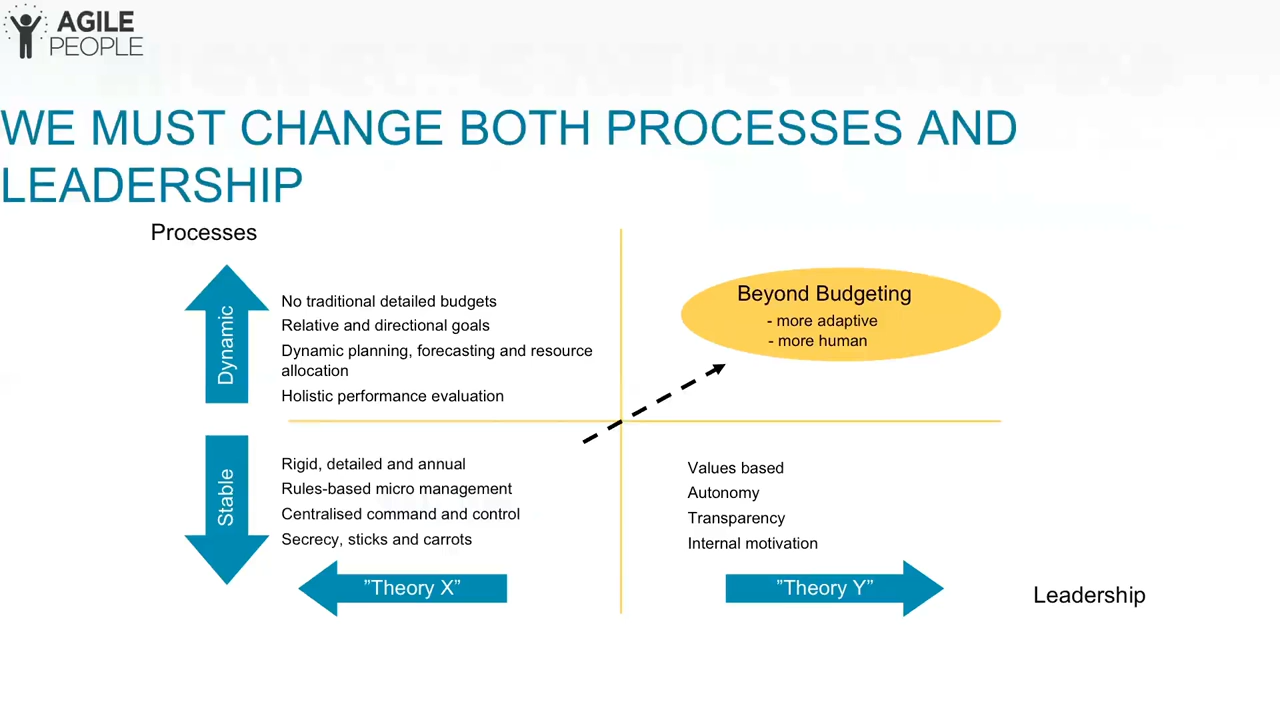 AGILE
PEOPLE
WE MUST CHANGE BOTH PROCESSES AND
LEADERSHIP
Processes
Dynamic
No traditional detailed budgets
Relative and directional goals
Dynamic planning, forecasting and resource
allocation
Holistic performance evaluation
Beyond Budgeting
- more adaptive
- more human
Stable
Rigid, detailed and annual
Rules-based micro management
Centralised command and control
Secrecy, sticks and carrots
Values based
Autonomy
Transparency
Internal motivation
”Theory X”
”Theory Y”
Leadership